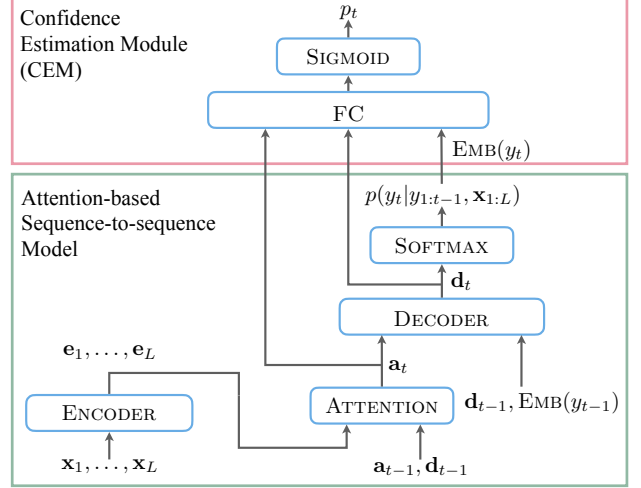 Confidence
Estimation Module
(CEM)
p_t
SIGMOID
FC
EMB(y_t)
Attention-based
Sequence-to-sequence
Model
p(y_t|y_{1:t−1}, x_{1:L})
SOFTMAX
d_t
DECODER
e_1, . . . , e_L
a_t
ENCODER
ATTENTION
d_{t−1}, EMB(y_{t−1})
x_1, . . . , x_L
a_{t−1}, d_{t−1}